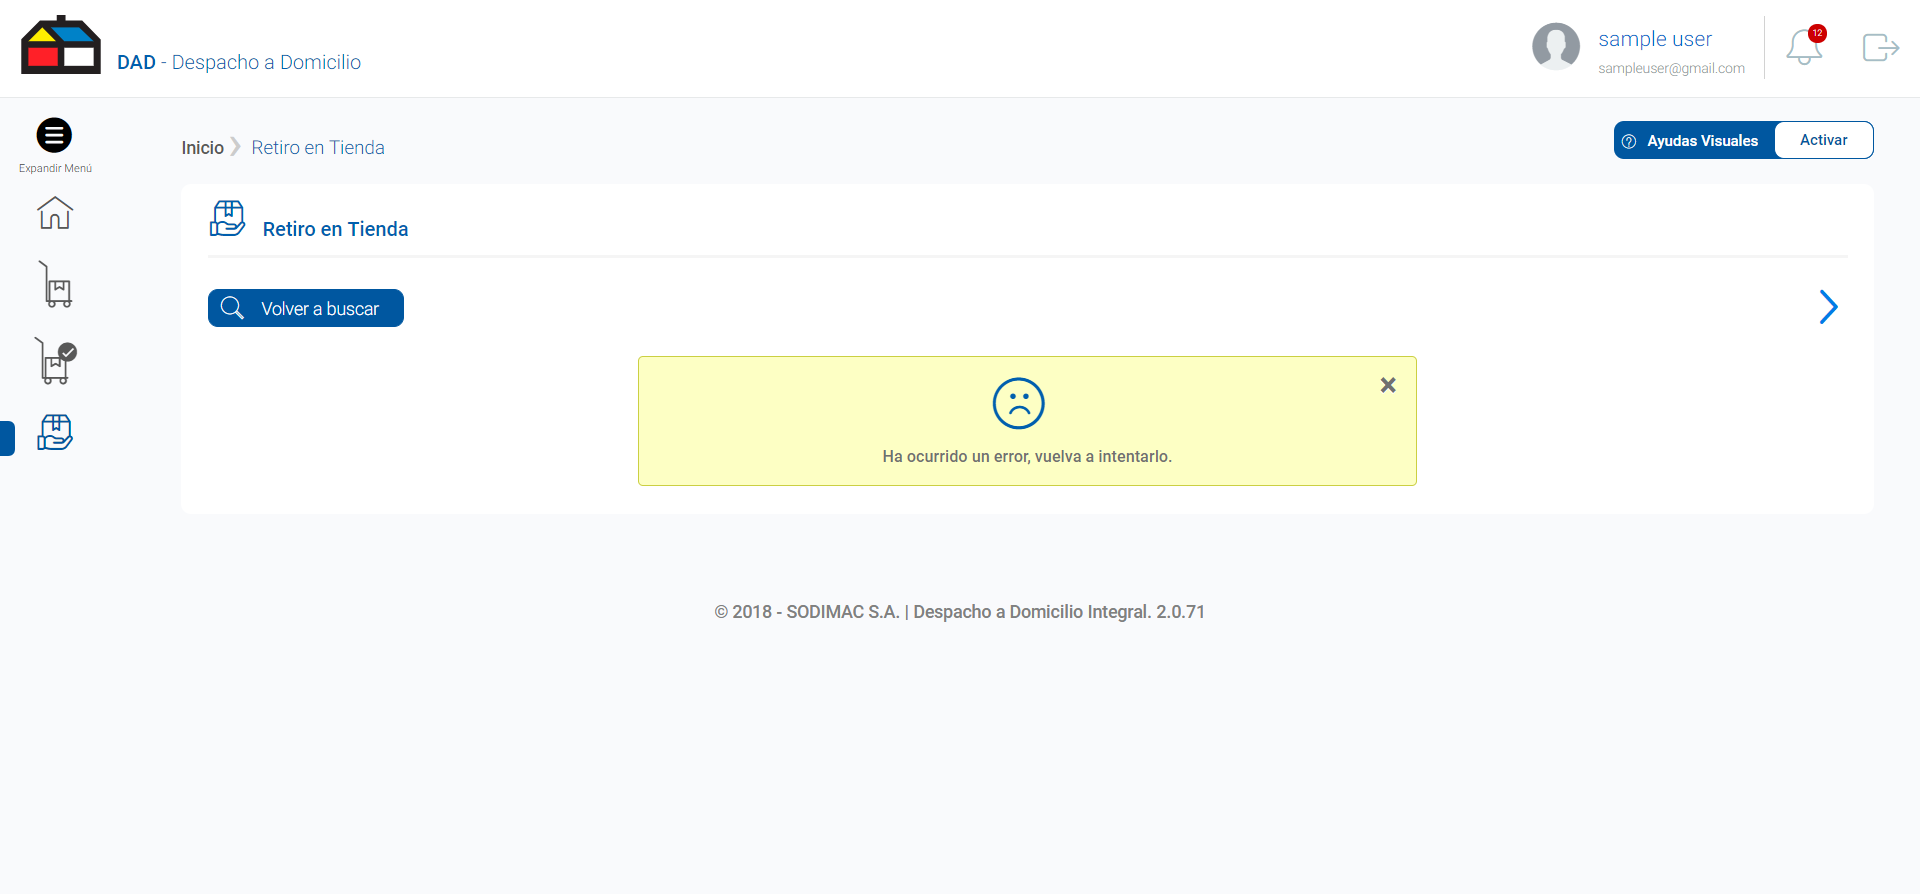 DAD - Despacho a Domicilio
sample user
sampleuser@gmail.com
12
Expandir Menú
Inicio
Retiro en Tienda
Ayudas Visuales
Activar
Retiro en Tienda
Volver a buscar
Ha ocurrido un error, vuelva a intentarlo.
© 2018 - SODIMAC S.A. | Despacho a Domicilio Integral. 2.0.71